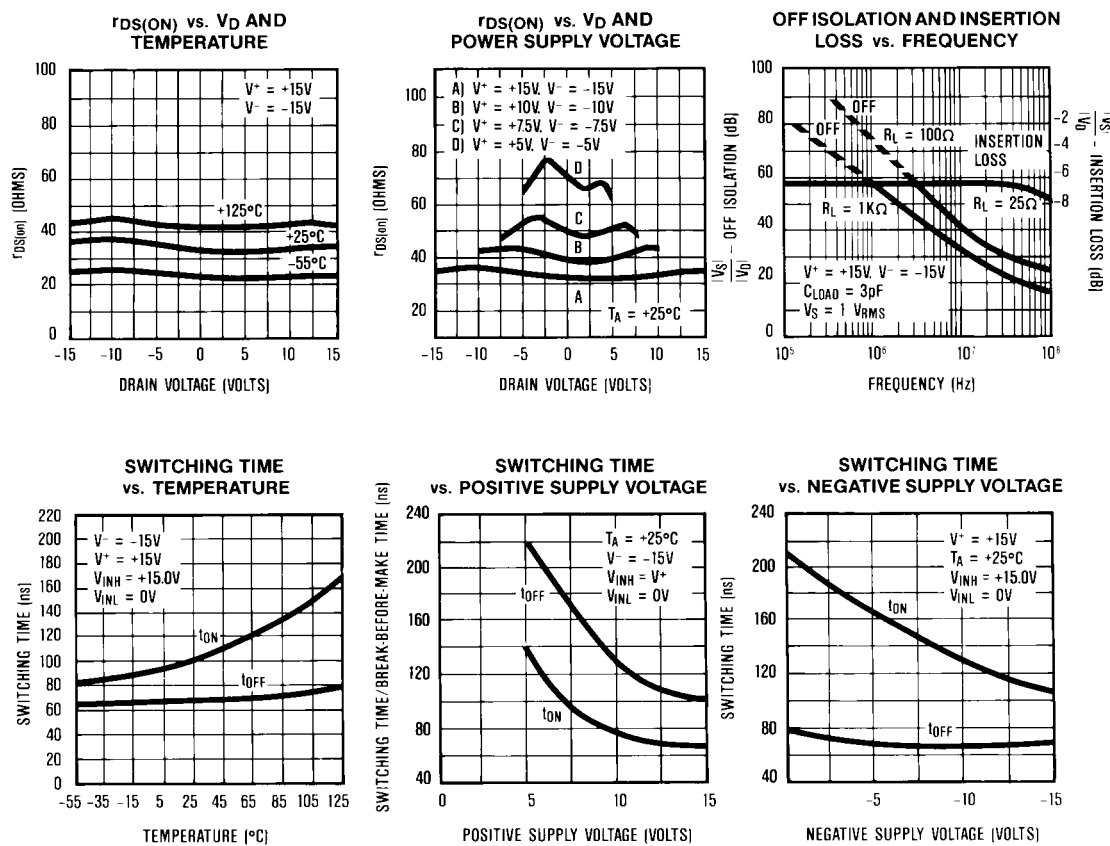 rDS(ON) vs. VD AND
TEMPERATURE
rDS(on) (OHMS)
100
80
60
40
20
0
V+ = +15V
V- = -15V
+125°C
+25°C
-55°C
-15 -10 -5 0 5 10 15
DRAIN VOLTAGE (VOLTS)
rDS(ON) vs. VD AND
POWER SUPPLY VOLTAGE
rDS(on) (OHMS)
100
80
60
40
20
A) V+ = +15V, V- = -15V
B) V+ = +10V, V- = -10V
C) V+ = +7.5V, V- = -7.5V
D) V+ = +5V, V- = -5V
D
C
B
A
TA = +25°C
-15 -10 -5 0 5 10 15
DRAIN VOLTAGE (VOLTS)
OFF ISOLATION AND INSERTION
LOSS vs. FREQUENCY
|VS|
|VD| - OFF ISOLATION (dB)
100
80
60
40
20
0
OFF
OFF
RL = 100Ω
INSERTION
LOSS
RL = 1KΩ
RL = 25Ω
V+ = +15V, V- = -15V
CLOAD = 3pF
VS = 1 VRMS
-2
-4
-6
-8
|VS|
|VD| - INSERTION LOSS (dB)
10⁵ 10⁶ 10⁷ 10⁸
FREQUENCY (Hz)
SWITCHING TIME
vs. TEMPERATURE
SWITCHING TIME (ns)
220
200
180
160
140
120
100
80
60
40
20
0
V- = -15V
V+ = +15V
VINH = +15.0V
VINL = 0V
tON
tOFF
-55 -35 -15 5 25 45 65 85 105 125
TEMPERATURE (°C)
SWITCHING TIME
vs. POSITIVE SUPPLY VOLTAGE
SWITCHING TIME/BREAK-BEFORE-MAKE TIME (ns)
240
200
160
120
80
40
TA = +25°C
V- = -15V
VINH = V+
VINL = 0V
tOFF
tON
0 5 10 15
POSITIVE SUPPLY VOLTAGE (VOLTS)
SWITCHING TIME
vs. NEGATIVE SUPPLY VOLTAGE
SWITCHING TIME (ns)
240
200
160
120
80
40
V+ = +15V
TA = +25°C
VINH = +15.0V
VINL = 0V
tON
tOFF
-5 -10 -15
NEGATIVE SUPPLY VOLTAGE (VOLTS)